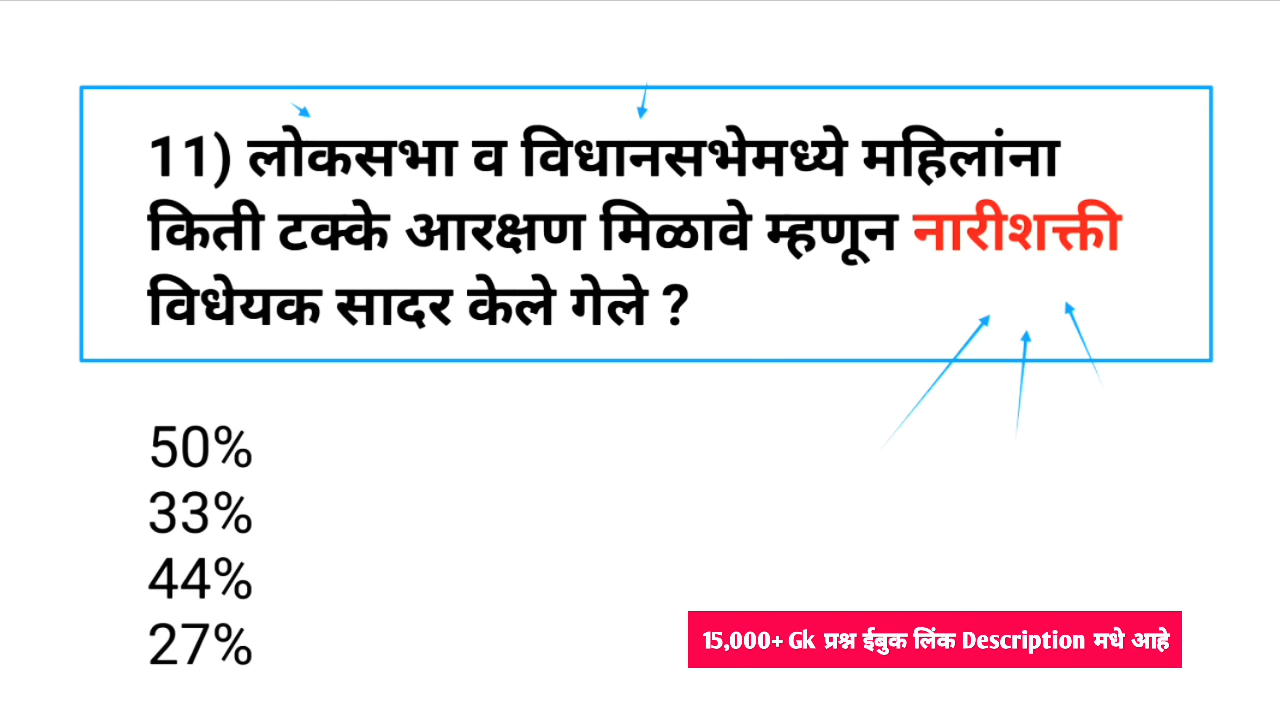 11) लोकसभा व विधानसभेमध्ये महिलांना
किती टक्के आरक्षण मिळावे म्हणून नारीशक्ती
विधेयक सादर केले गेले ?
50%
33%
44%
27%
15,000+ Gk प्रश्न ईबुक लिंक Description मधे आहे